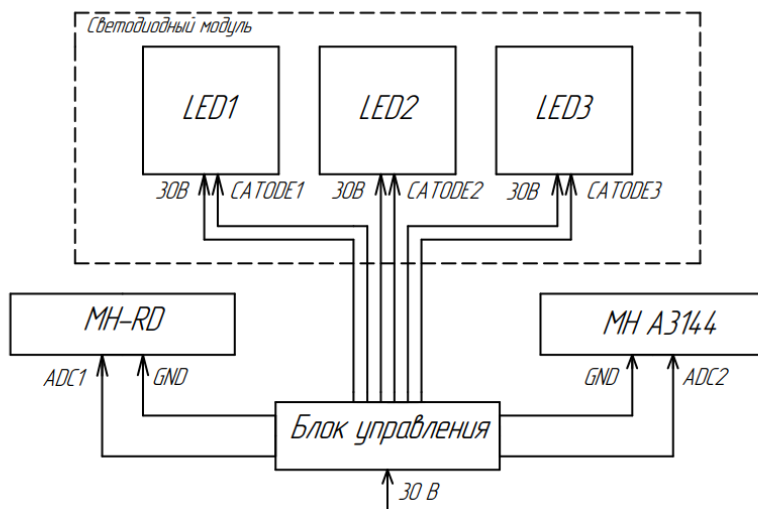 Светодиодный модуль
LED1
LED2
LED3
30В
CATODE1
30В
CATODE2
30В
CATODE3
MH-RD
MH A3144
ADC1
GND
GND
ADC2
Блок управления
30 В